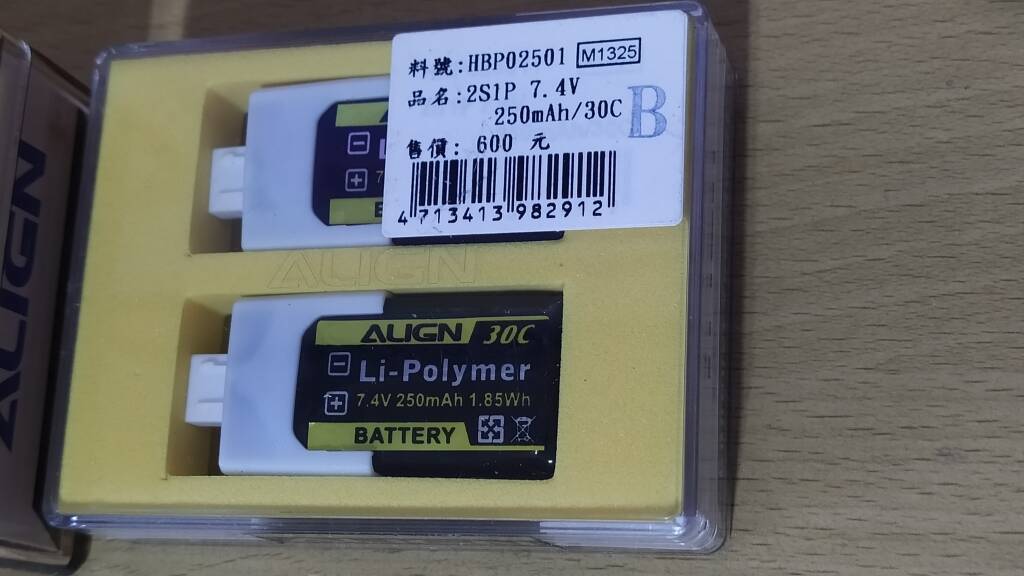 料號:HBP02501 M1325
品名:2S1P 7.4V
250mAh/30C
B
售價: 600 元
4 713413 982912
ALIGN
ALIGN 30C
Li-Polymer
7.4V 250mAh 1.85Wh
BATTERY
ALIGN